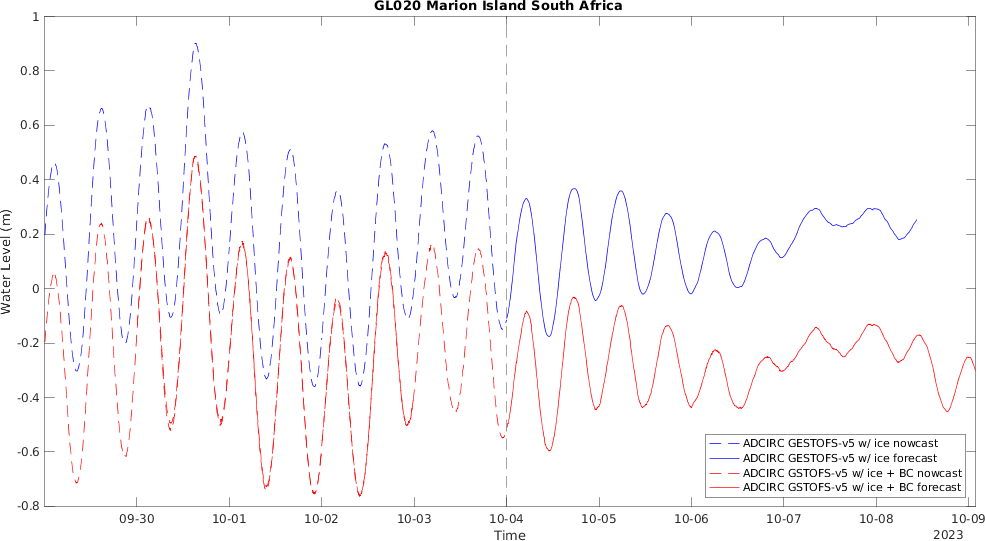 GL020 Marion Island South Africa
Water Level (m)
1
0.8
0.6
0.4
0.2
0
-0.2
-0.4
-0.6
-0.8
ADCIRC GESTOFS-v5 w/ ice nowcast
ADCIRC GESTOFS-v5 w/ ice forecast
ADCIRC GSTOFS-v5 w/ ice + BC nowcast
ADCIRC GSTOFS-v5 w/ ice + BC forecast
09-30 10-01 10-02 10-03 10-04 10-05 10-06 10-07 10-08 10-09
Time
2023